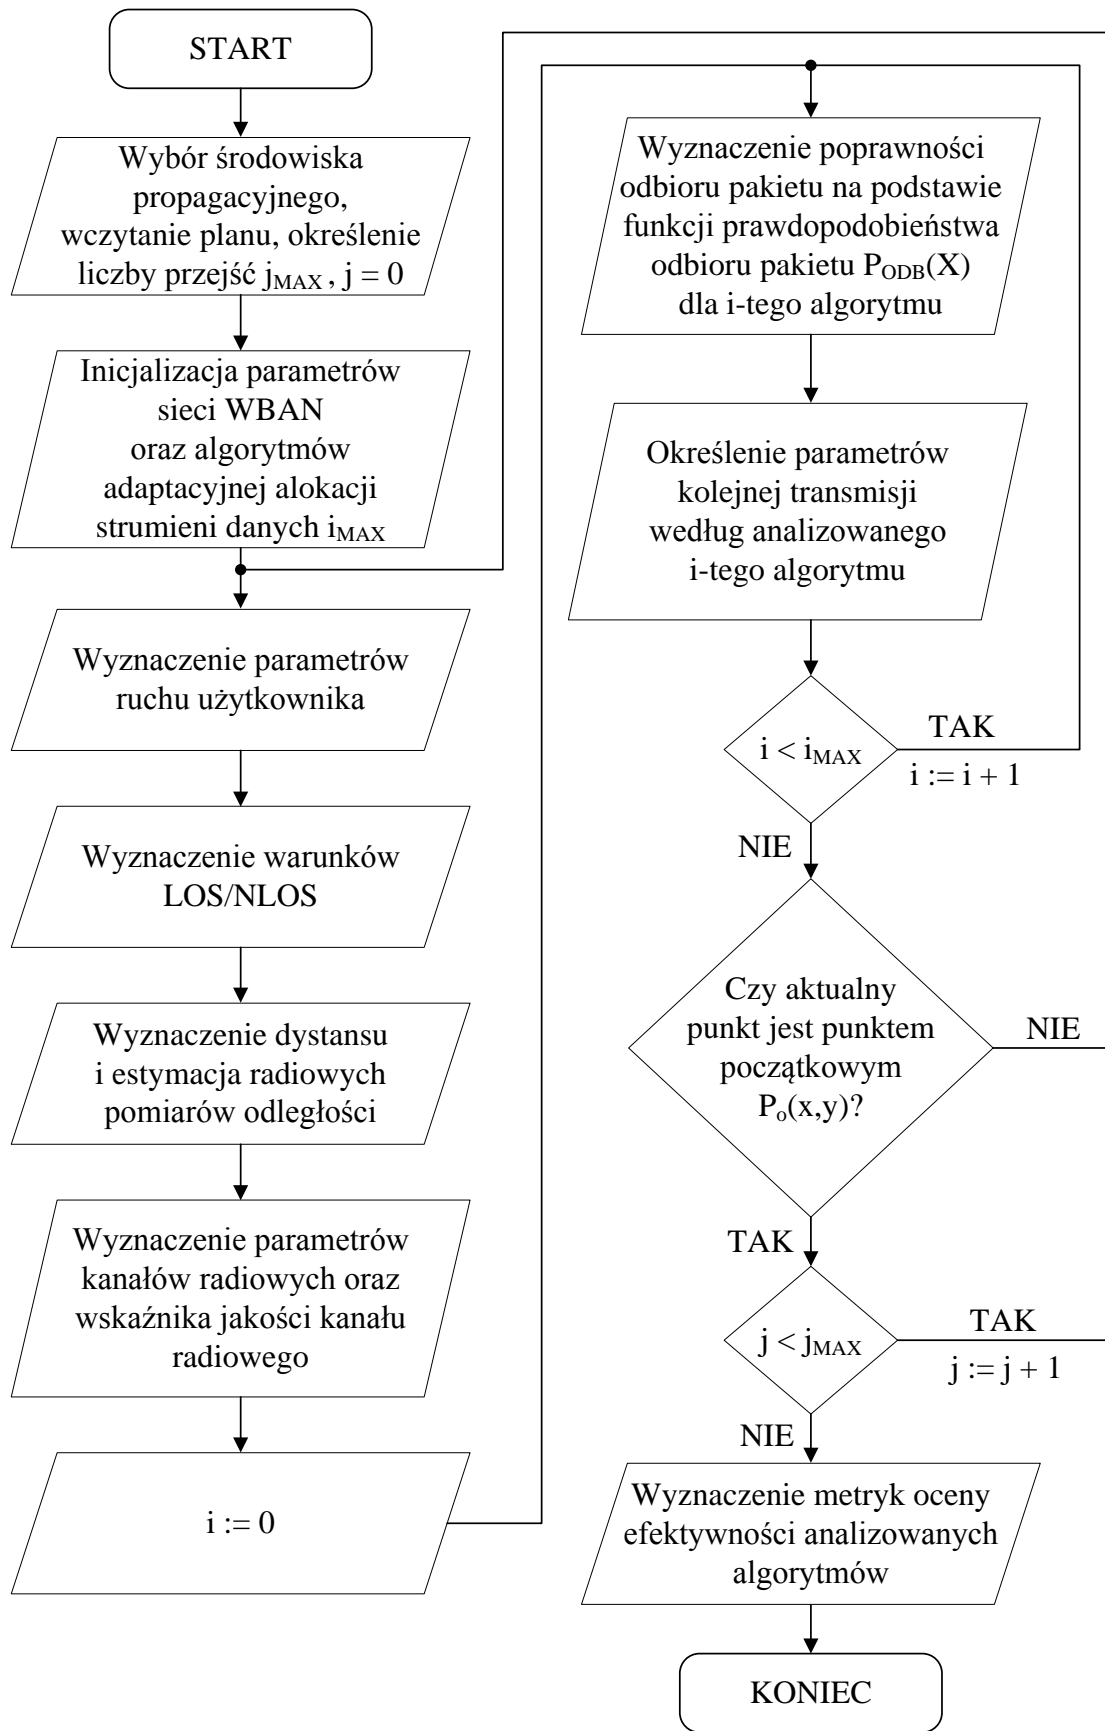 START
Wybór środowiska
propagacyjnego,
wczytanie planu, określenie
liczby przejść jMAX , j = 0
Inicjalizacja parametrów
sieci WBAN
oraz algorytmów
adaptacyjnej alokacji
strumieni danych iMAX
Wyznaczenie parametrów
ruchu użytkownika
Wyznaczenie warunków
LOS/NLOS
Wyznaczenie dystansu
i estymacja radiowych
pomiarów odległości
Wyznaczenie parametrów
kanałów radiowych oraz
wskaźnika jakości kanału
radiowego
i := 0
Wyznaczenie poprawności
odbioru pakietu na podstawie
funkcji prawdopodobieństwa
odbioru pakietu PODB(X)
dla i-tego algorytmu
Określenie parametrów
kolejnej transmisji
według analizowanego
i-tego algorytmu
i < iMAX
TAK
i := i + 1
NIE
Czy aktualny
punkt jest punktem
początkowym
Po(x,y)?
NIE
TAK
j < jMAX
TAK
j := j + 1
NIE
Wyznaczenie metryk oceny
efektywności analizowanych
algorytmów
KONIEC